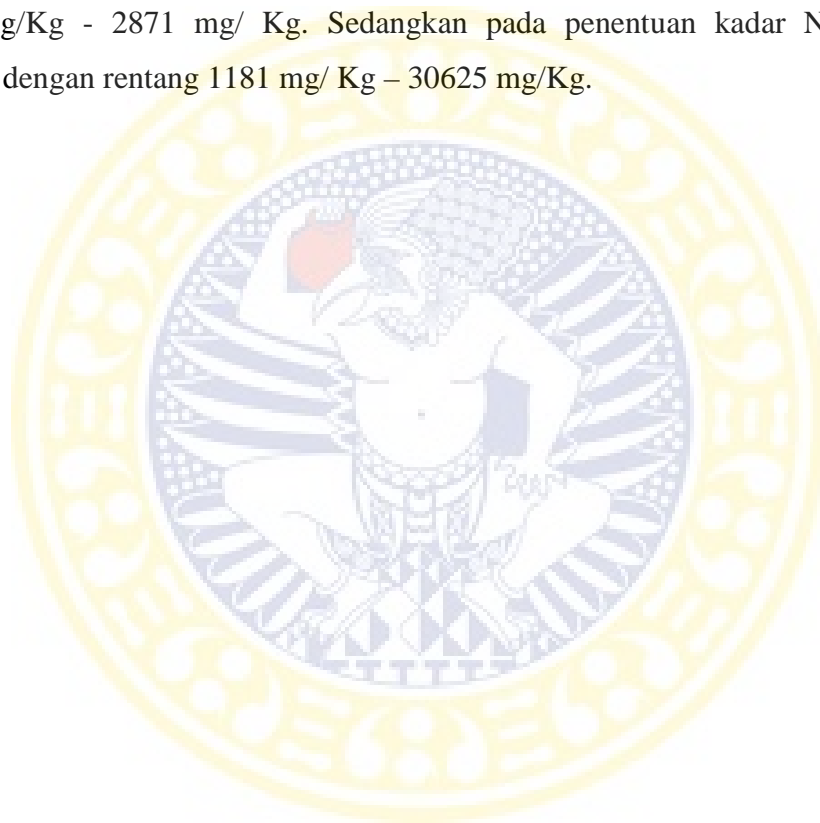 g/Kg - 2871 mg/ Kg. Sedangkan pada penentuan kadar N
dengan rentang 1181 mg/ Kg – 30625 mg/Kg.